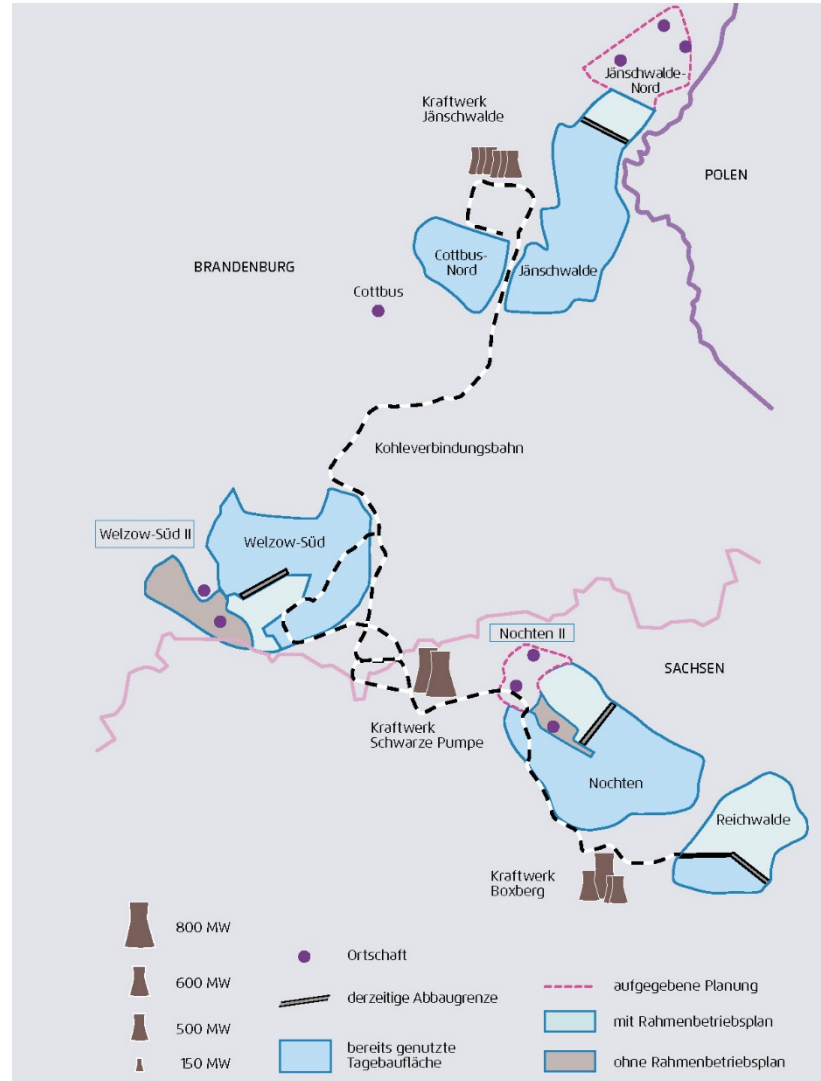 Jänschwalde-
Nord
Kraftwerk
Jänschwalde
POLEN
BRANDENBURG
Cottbus-
Nord
Jänschwalde
Cottbus
Kohleverbindungsbahn
Welzow-Süd II
Welzow-Süd
Nochten II
SACHSEN
Kraftwerk
Schwarze Pumpe
Nochten
Reichwalde
Kraftwerk
Boxberg
800 MW
600 MW
500 MW
150 MW
Ortschaft
derzeitige Abbaugrenze
bereits genutzte
Tagebaufläche
aufgegebene Planung
mit Rahmenbetriebsplan
ohne Rahmenbetriebsplan